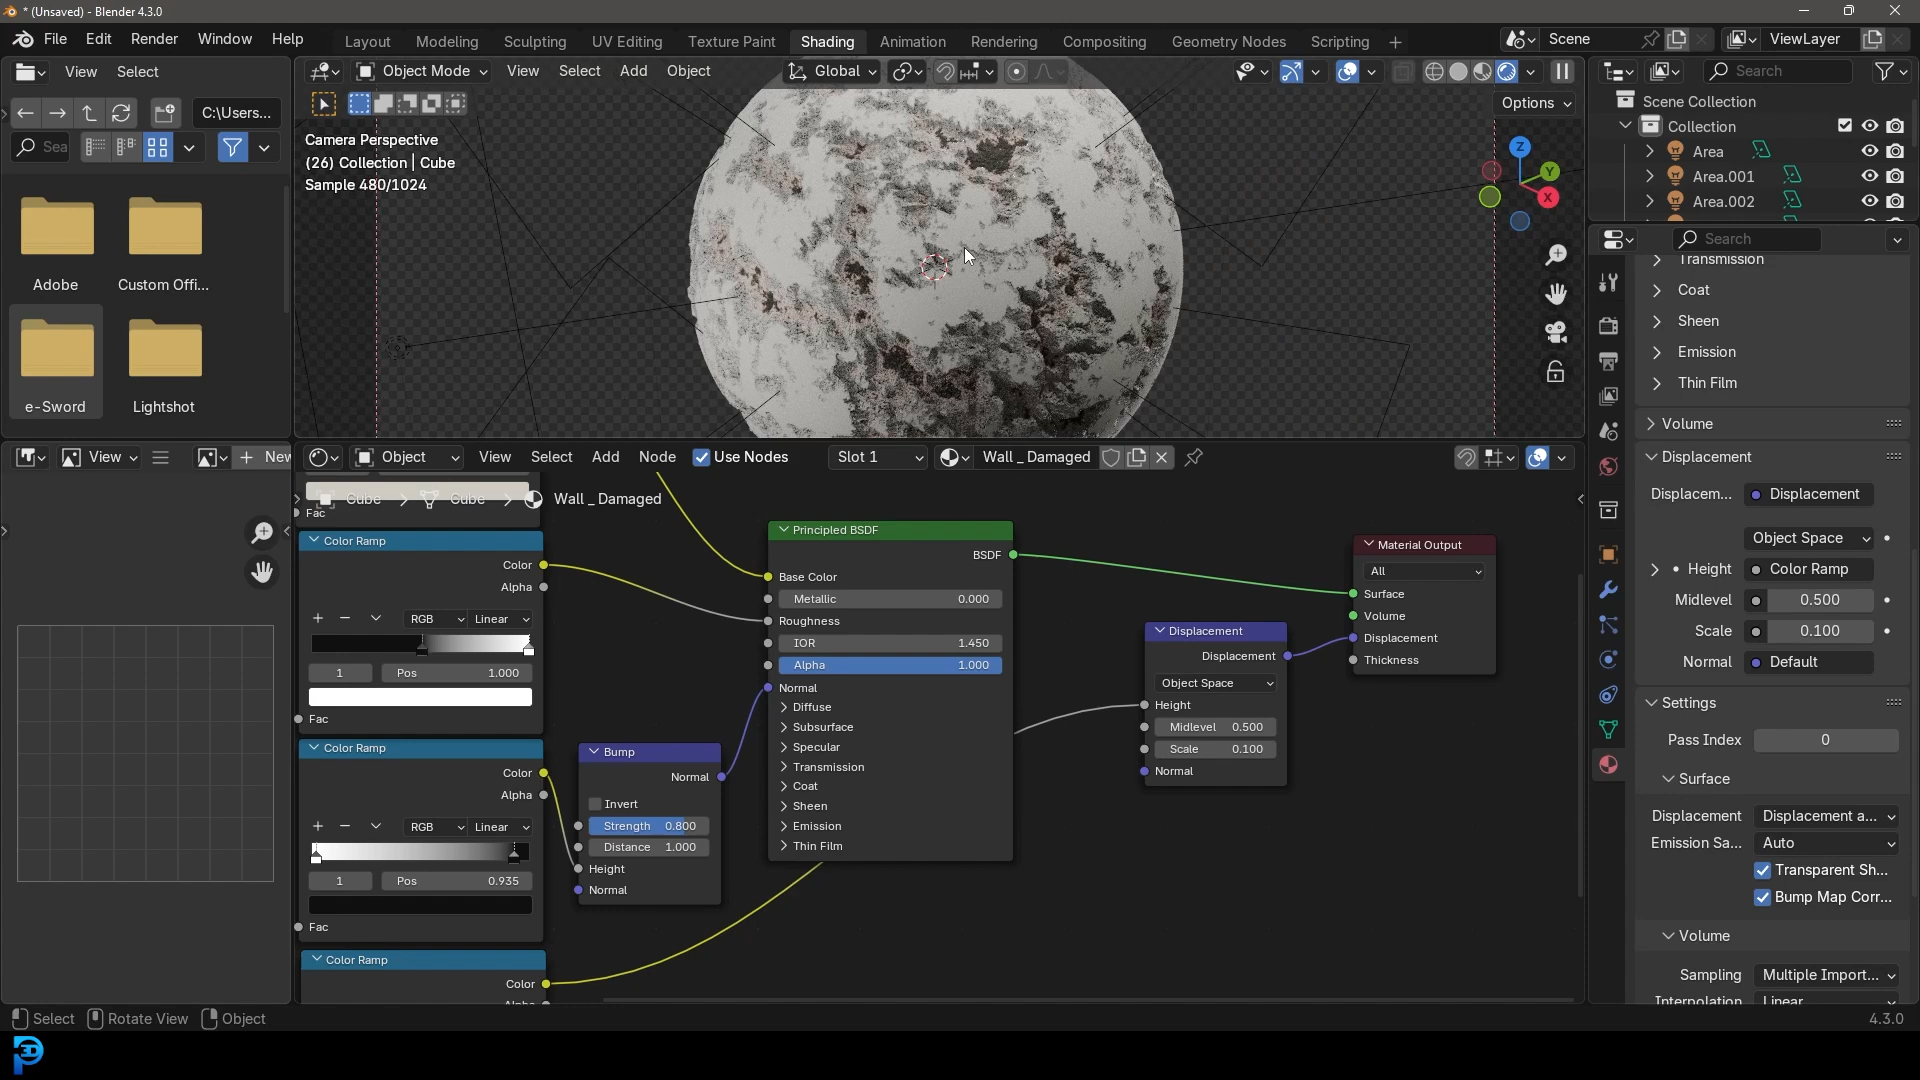 * (Unsaved) - Blender 4.3.0
File Edit Render Window Help
Layout Modeling Sculpting UV Editing Texture Paint Shading Animation Rendering Compositing Geometry Nodes Scripting
Scene
ViewLayer
View Select
Object Mode View Select Add Object
Global
Search
C:\Users...
Options
Scene Collection
Collection
Area
Area.001
Area.002
Sea
Camera Perspective
(26) Collection | Cube
Sample 480/1024
Z
Y
X
Adobe
Custom Offi...
e-Sword
Lightshot
Search
Transmission
Coat
Sheen
Emission
Thin Film
Volume
Displacement
Displacem... Displacement
Object Space
Height Color Ramp
Midlevel 0.500
Scale 0.100
Normal Default
Settings
Pass Index 0
Surface
Displacement Displacement a...
Emission Sa... Auto
Transparent Sh...
Bump Map Corr...
Volume
Sampling Multiple Import...
Interpolation Linear
View
New
Object View Select Add Node Use Nodes Slot 1 Wall _ Damaged
Cube Cube Wall _ Damaged
Fac
Color Ramp
Color
Alpha
RGB Linear
1 Pos 1.000
Fac
Color Ramp
Color
Alpha
RGB Linear
1 Pos 0.935
Fac
Color Ramp
Color
Alpha
Bump
Normal
Invert
Strength 0.800
Distance 1.000
Height
Normal
Principled BSDF
BSDF
Base Color
Metallic 0.000
Roughness
IOR 1.450
Alpha 1.000
Normal
Diffuse
Subsurface
Specular
Transmission
Coat
Sheen
Emission
Thin Film
Displacement
Displacement
Object Space
Height
Midlevel 0.500
Scale 0.100
Normal
Material Output
All
Surface
Volume
Displacement
Thickness
Select Rotate View Object
4.3.0